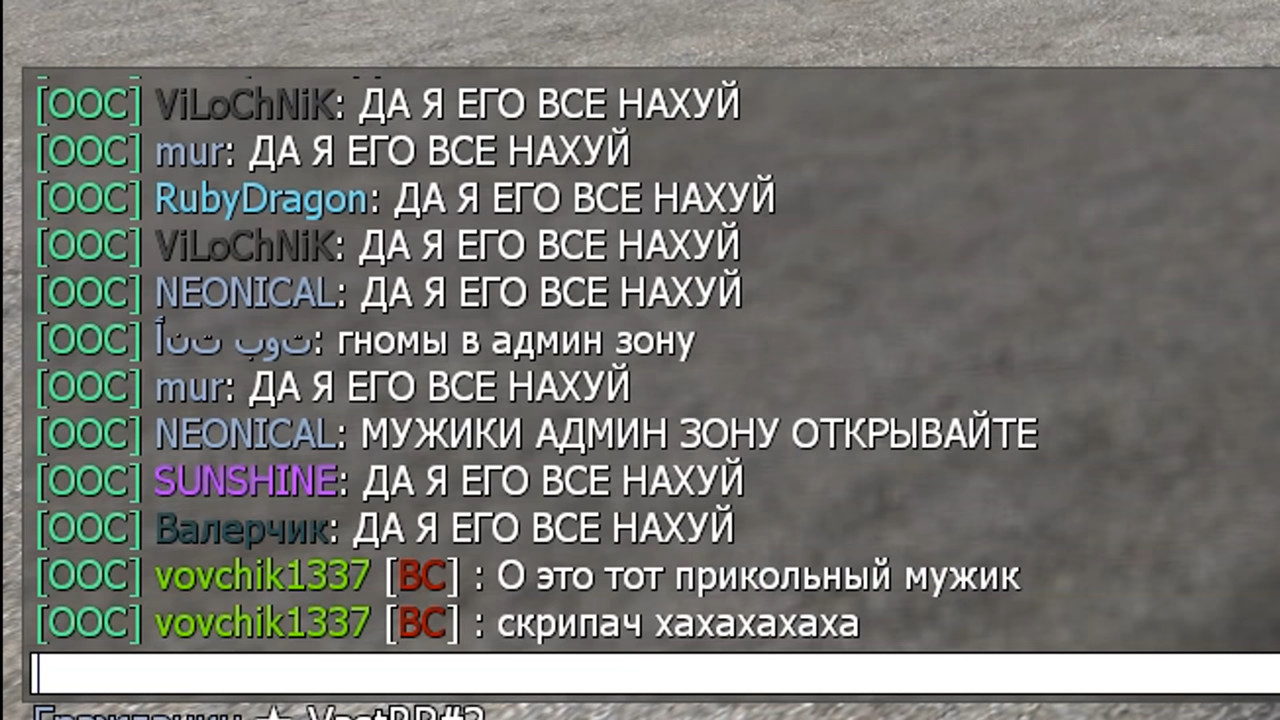 [OOC] ViLoChNiK: ДА Я ЕГО ВСЕ НАХУЙ
[OOC] mur: ДА Я ЕГО ВСЕ НАХУЙ
[OOC] RubyDragon: ДА Я ЕГО ВСЕ НАХУЙ
[OOC] ViLoChNiK: ДА Я ЕГО ВСЕ НАХУЙ
[OOC] NEONICAL: ДА Я ЕГО ВСЕ НАХУЙ
[OOC] أنت بوت: гномы в админ зону
[OOC] mur: ДА Я ЕГО ВСЕ НАХУЙ
[OOC] NEONICAL: МУЖИКИ АДМИН ЗОНУ ОТКРЫВАЙТЕ
[OOC] SUNSHINE: ДА Я ЕГО ВСЕ НАХУЙ
[OOC] Валерчик: ДА Я ЕГО ВСЕ НАХУЙ
[OOC] vovchik1337 [BC] : О это тот прикольный мужик
[OOC] vovchik1337 [BC] : скрипач хахахахаха